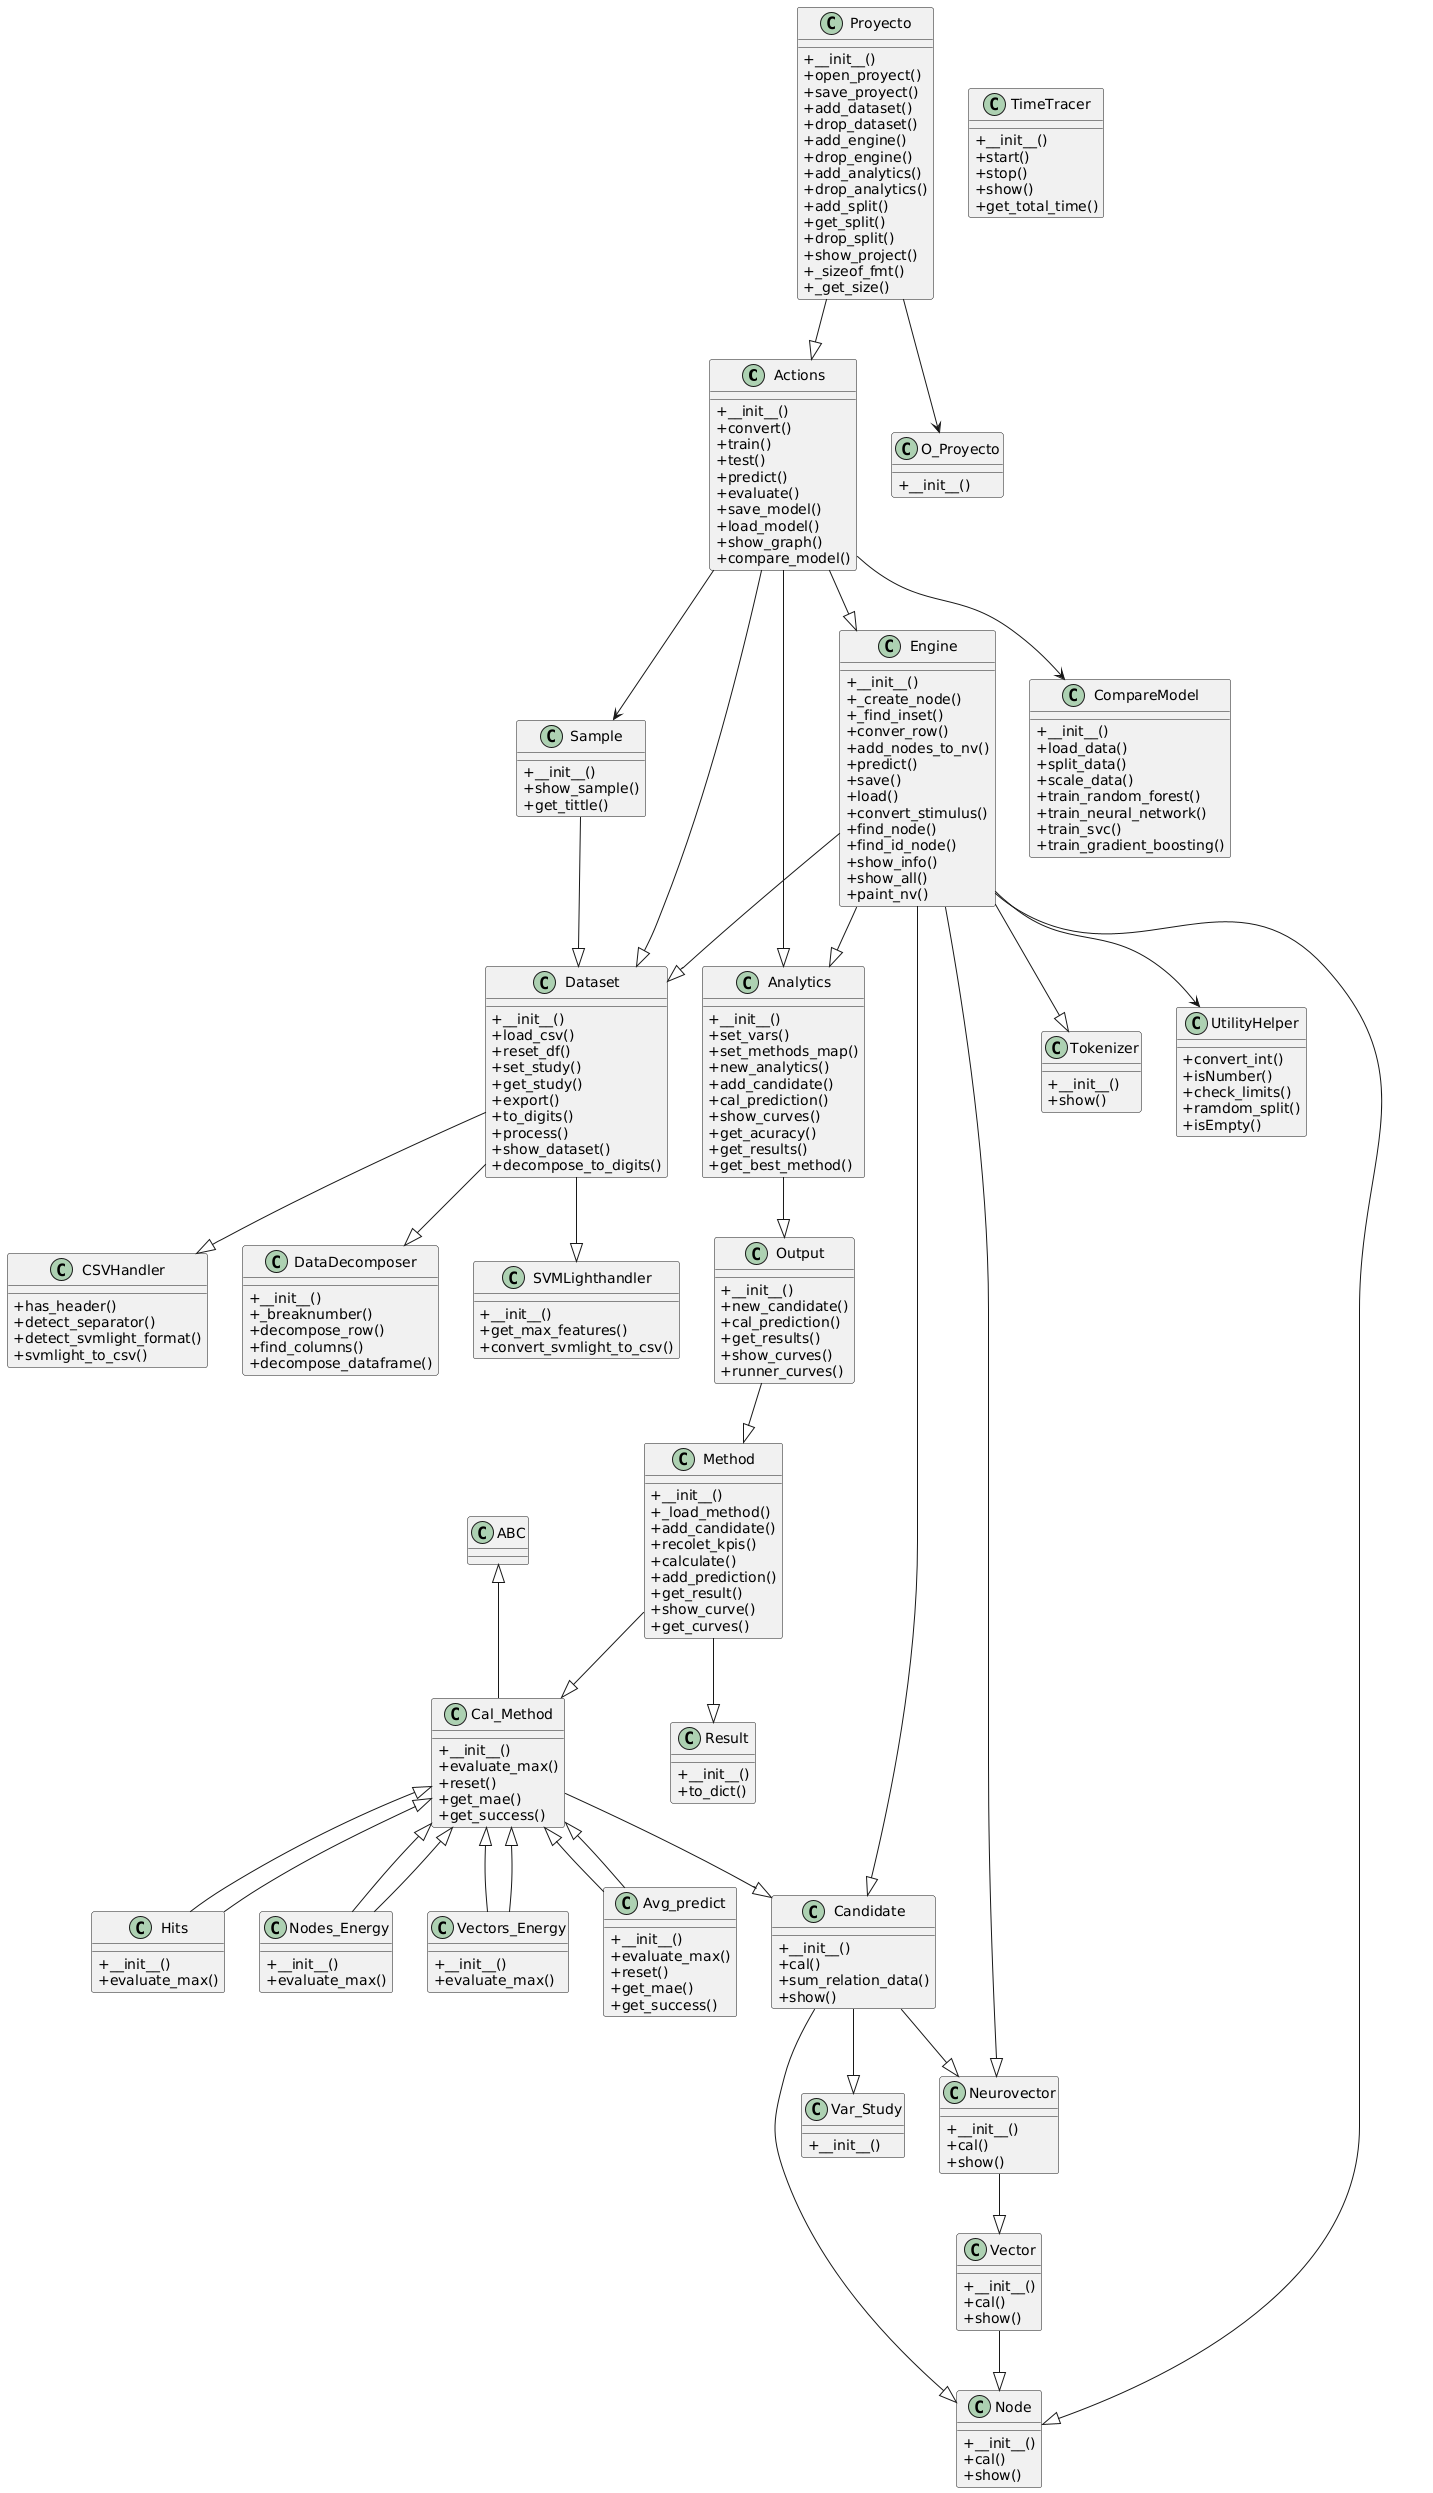 C Proyecto
+__init__()
+open_proyect()
+save_proyect()
+add_dataset()
+drop_dataset()
+add_engine()
+drop_engine()
+add_analytics()
+drop_analytics()
+add_split()
+get_split()
+drop_split()
+show_project()
+_sizeof_fmt()
+_get_size()
C TimeTracer
+__init__()
+start()
+stop()
+show()
+get_total_time()
C Actions
+__init__()
+convert()
+train()
+test()
+predict()
+evaluate()
+save_model()
+load_model()
+show_graph()
+compare_model()
C O_Proyecto
+__init__()
C Engine
+__init__()
+_create_node()
+_find_inset()
+conver_row()
+add_nodes_to_nv()
+predict()
+save()
+load()
+convert_stimulus()
+find_node()
+find_id_node()
+show_info()
+show_all()
+paint_nv()
C CompareModel
+__init__()
+load_data()
+split_data()
+scale_data()
+train_random_forest()
+train_neural_network()
+train_svc()
+train_gradient_boosting()
C Sample
+__init__()
+show_sample()
+get_tittle()
C Dataset
+__init__()
+load_csv()
+reset_df()
+set_study()
+get_study()
+export()
+to_digits()
+process()
+show_dataset()
+decompose_to_digits()
C Analytics
+__init__()
+set_vars()
+set_methods_map()
+new_analytics()
+add_candidate()
+cal_prediction()
+show_curves()
+get_acuracy()
+get_results()
+get_best_method()
C Tokenizer
+__init__()
+show()
C UtilityHelper
+convert_int()
+isNumber()
+check_limits()
+ramdom_split()
+isEmpty()
C CSVHandler
+has_header()
+detect_separator()
+detect_svmlight_format()
+svmlight_to_csv()
C DataDecomposer
+__init__()
+_breaknumber()
+decompose_row()
+find_columns()
+decompose_dataframe()
C SVMLighthandler
+__init__()
+get_max_features()
+convert_svmlight_to_csv()
C Output
+__init__()
+new_candidate()
+cal_prediction()
+get_results()
+show_curves()
+runner_curves()
C Method
+__init__()
+_load_method()
+add_candidate()
+recolet_kpis()
+calculate()
+add_prediction()
+get_result()
+show_curve()
+get_curves()
C ABC
C Cal_Method
+__init__()
+evaluate_max()
+reset()
+get_mae()
+get_success()
C Result
+__init__()
+to_dict()
C Hits
+__init__()
+evaluate_max()
C Nodes_Energy
+__init__()
+evaluate_max()
C Vectors_Energy
+__init__()
+evaluate_max()
C Avg_predict
+__init__()
+evaluate_max()
+reset()
+get_mae()
+get_success()
C Candidate
+__init__()
+cal()
+sum_relation_data()
+show()
C Var_Study
+__init__()
C Neurovector
+__init__()
+cal()
+show()
C Vector
+__init__()
+cal()
+show()
C Node
+__init__()
+cal()
+show()